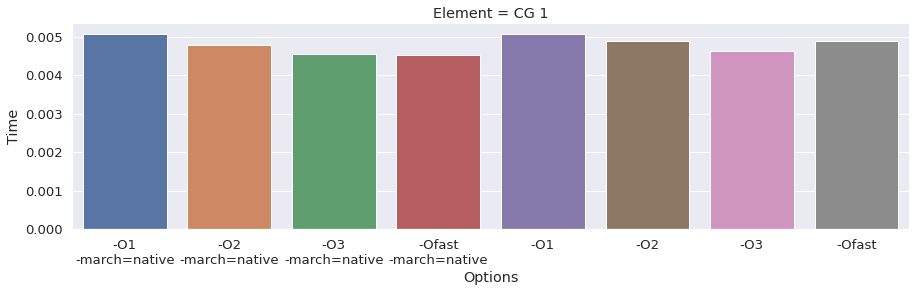 Element = CG 1
Time
0.005
0.004
0.003
0.002
0.001
0.000
-O1 -O2 -O3 -Ofast -O1 -O2 -O3 -Ofast
-march=native -march=native -march=native -march=native
Options